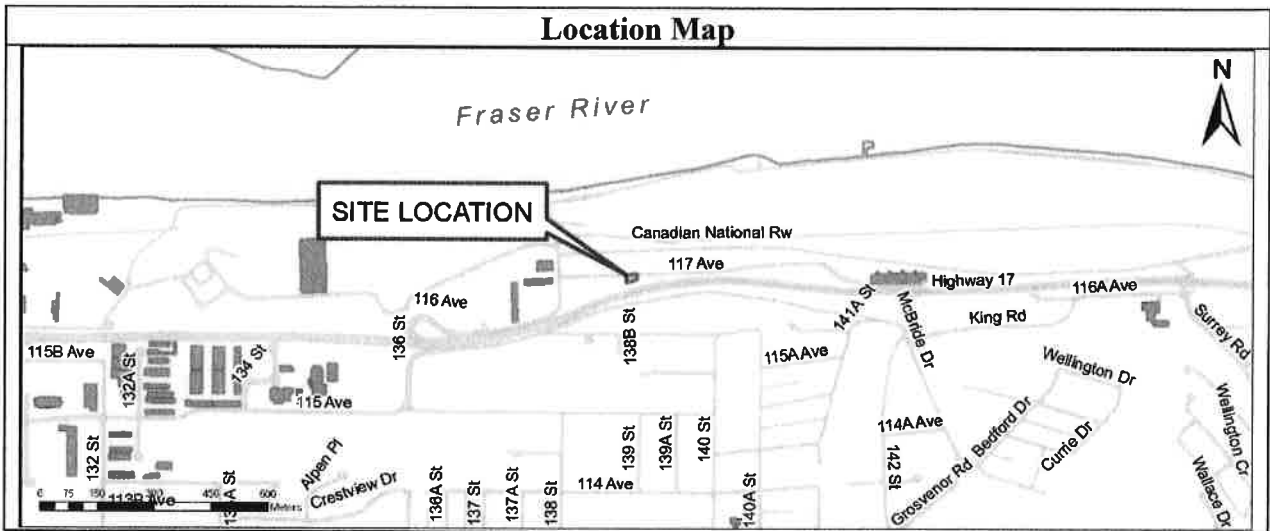 Location Map
N
Fraser River
SITE LOCATION
Canadian National Rw
117 Ave
Highway 17
116A Ave
116 Ave
136 St
138B St
141A St
McBride Dr
King Rd
Surrey Rd
115B Ave
132A St
134 St
115 Ave
115A Ave
Wellington Dr
132 St
Alpen Pl
Crestview Dr
136A St
137 St
137A St
138 St
139 St
139A St
140 St
114 Ave
140A St
114A Ave
142 St
Grosvenor Rd
Bedford Dr
Currie Dr
Wellington Cr
Wallace Dr
0 75 150 300 450 600
Meters